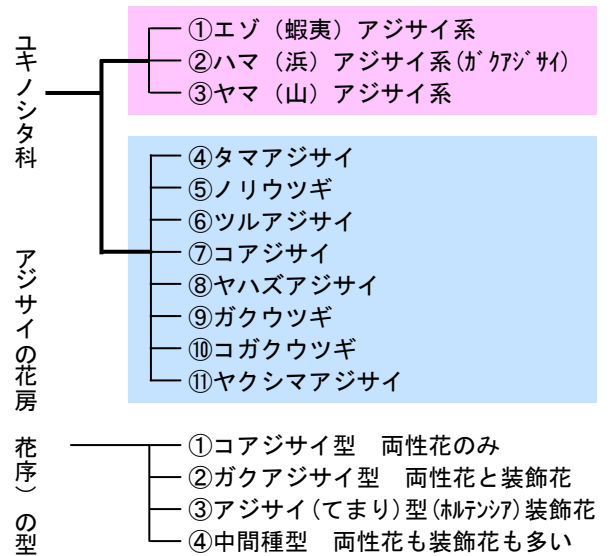 ユキノシタ科
①エゾ（蝦夷）アジサイ系
②ハマ（浜）アジサイ系(ｶﾞｸｱｼﾞｻｲ)
③ヤマ（山）アジサイ系
④タマアジサイ
⑤ノリウツギ
⑥ツルアジサイ
⑦コアジサイ
⑧ヤハズアジサイ
⑨ガクウツギ
⑩コガクウツギ
⑪ヤクシマアジサイ
アジサイの花房
花序）の型
①コアジサイ型　両性花のみ
②ガクアジサイ型　両性花と装飾花
③アジサイ(てまり)型(ﾎﾙﾃﾝｼｱ)装飾花
④中間種型　両性花も装飾花も多い